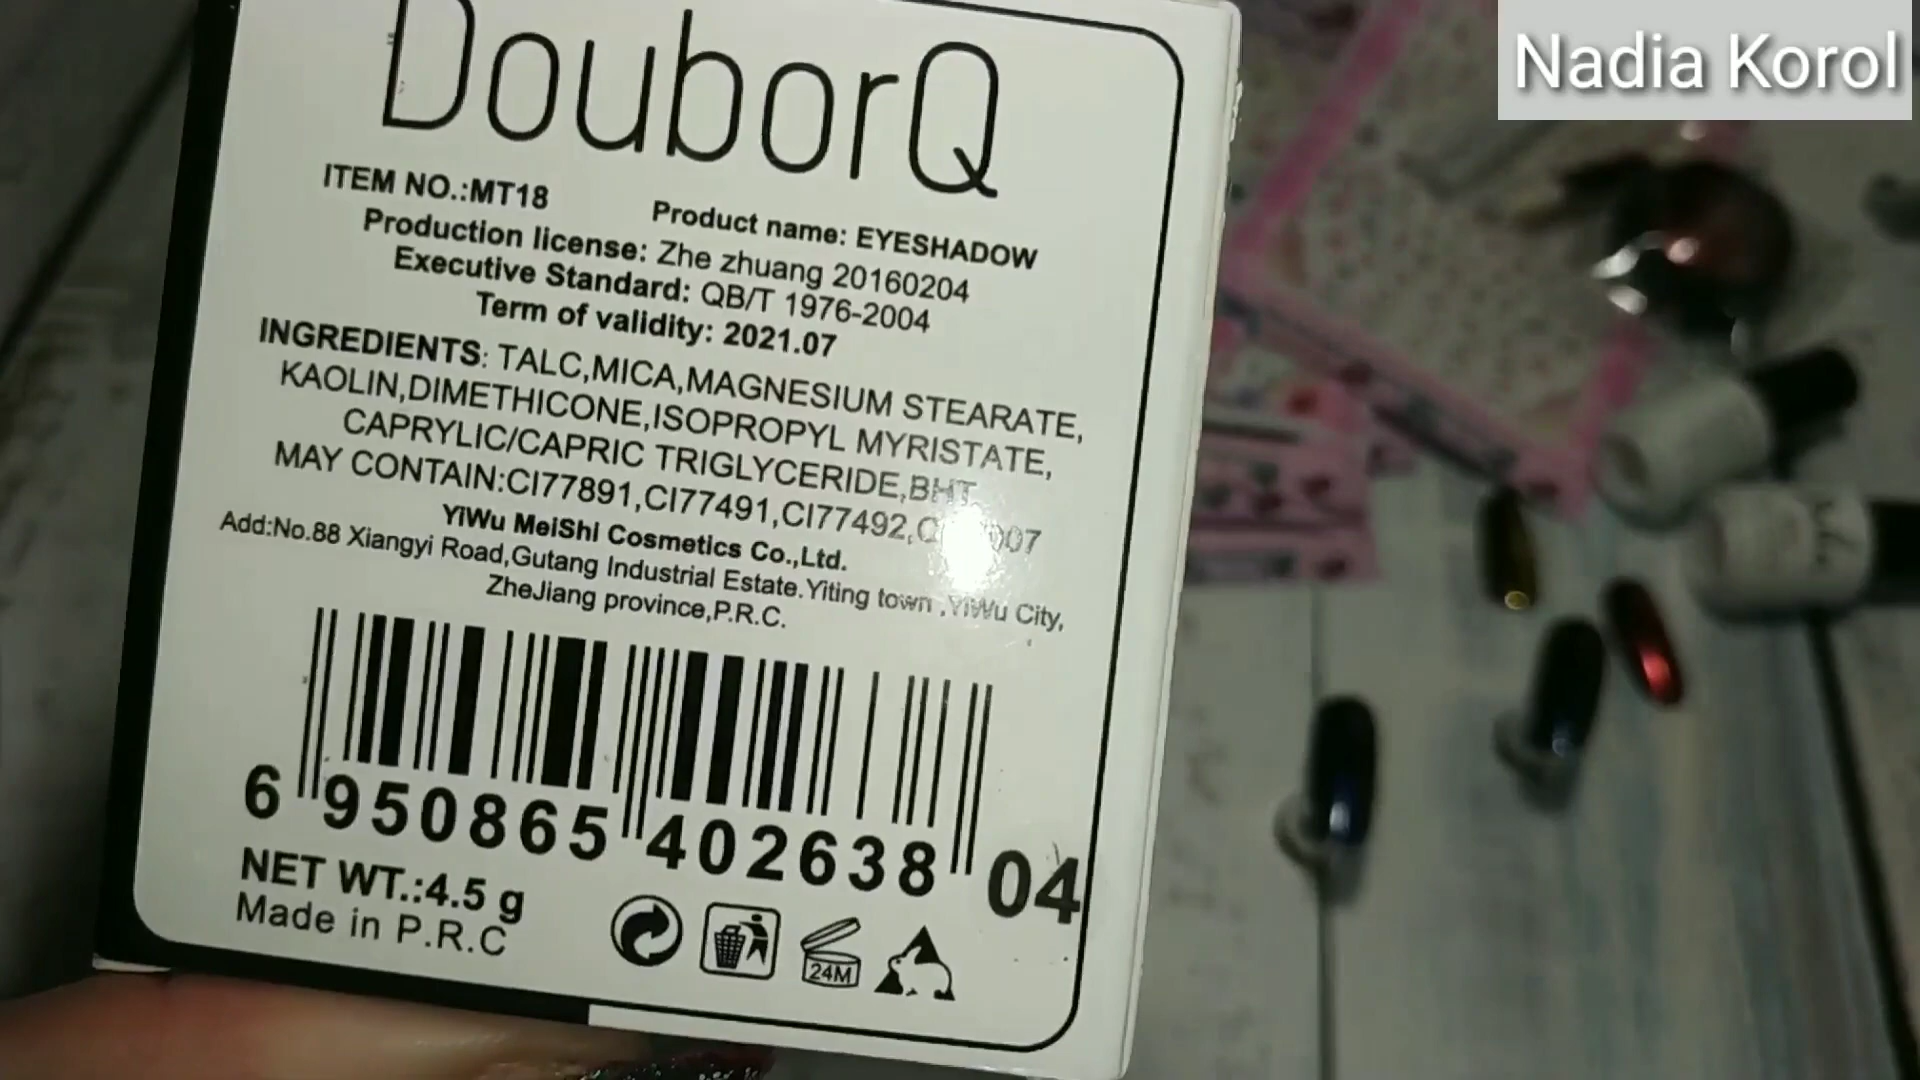 Nadia Korol
DouborQ
ITEM NO.:MT18
Product name: EYESHADOW
Production license: Zhe zhuang 20160204
Executive Standard: QB/T 1976-2004
Term of validity: 2021.07
INGREDIENTS: TALC,MICA,MAGNESIUM STEARATE,
KAOLIN,DIMETHICONE,ISOPROPYL MYRISTATE,
CAPRYLIC/CAPRIC TRIGLYCERIDE,BHT
MAY CONTAIN:CI77891,CI77491,CI77492,
YiWu MeiShi Cosmetics Co.,Ltd.
Add:No.88 Xiangyi Road,Gutang Industrial Estate.Yiting town ,YiWu City,
ZheJiang province,P.R.C.
6 950865 402638 04
NET WT.:4.5 g
Made in P.R.C
24M